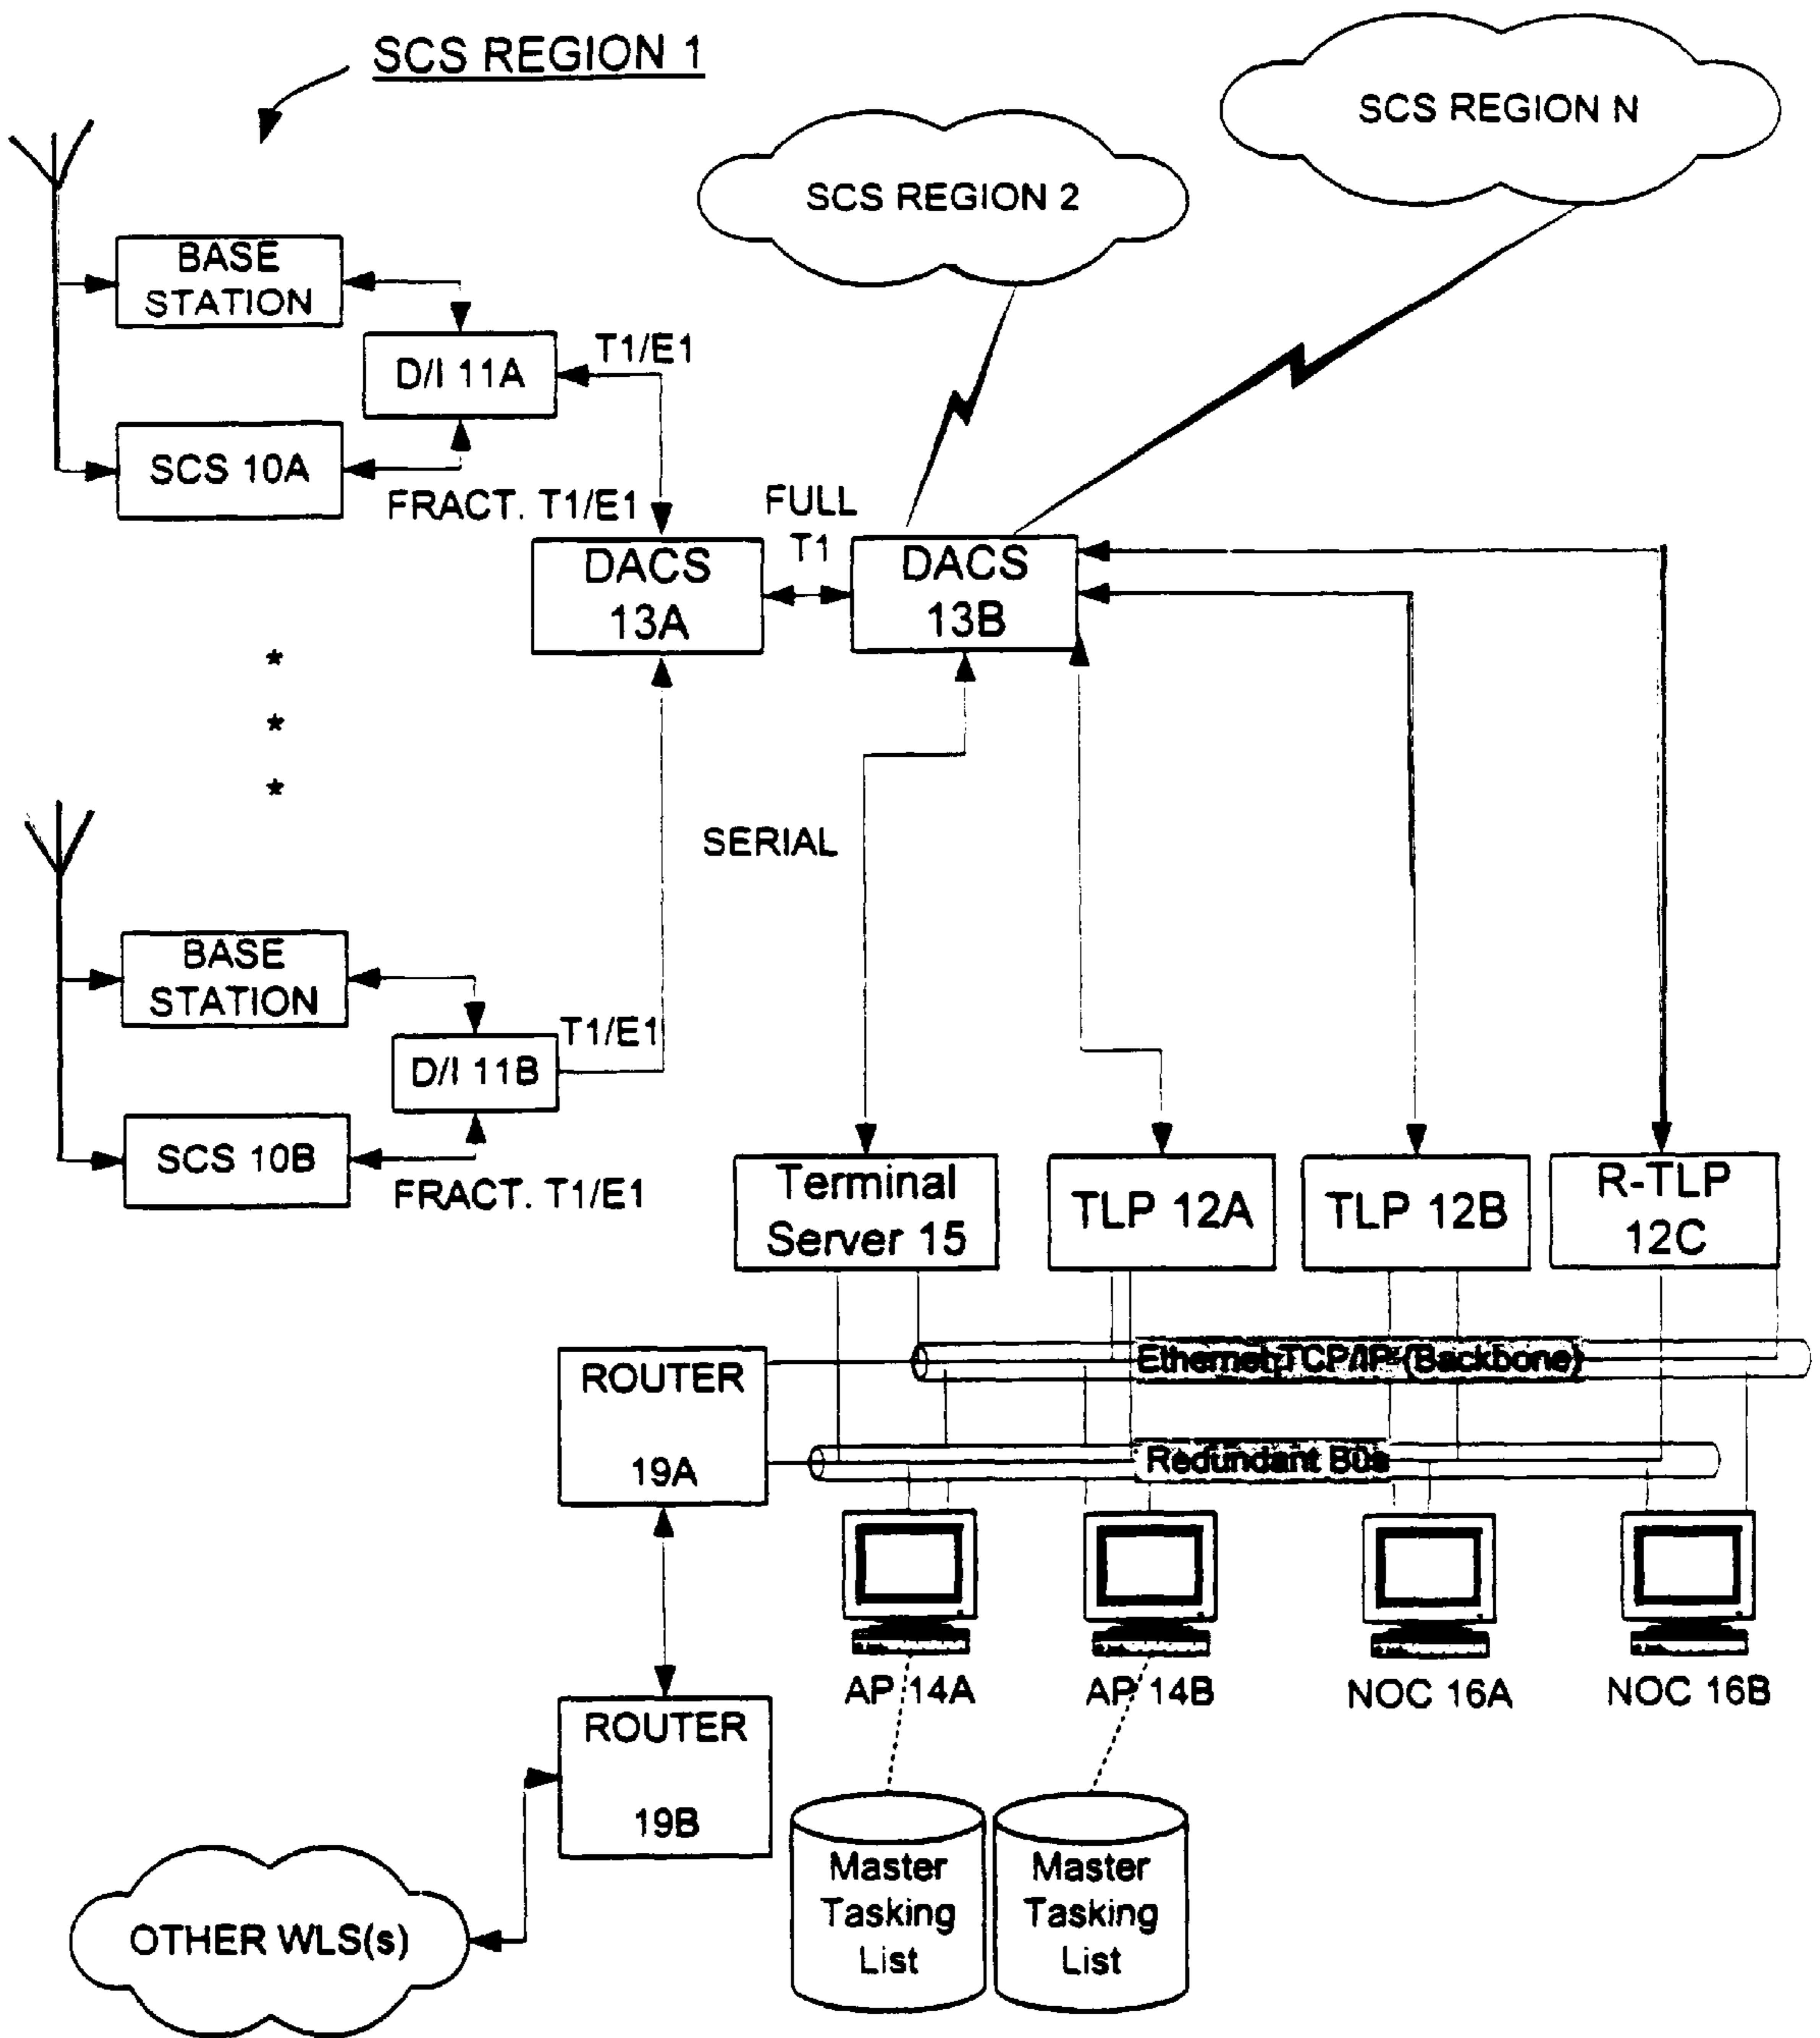 SCS REGION 1
SCS REGION N
SCS REGION 2
BASE
STATION
D/I 11A
T1/E1
SCS 10A
FRACT. T1/E1
FULL
T1
DACS
13A
DACS
13B
*
*
*
SERIAL
BASE
STATION
D/I 11B
T1/E1
SCS 10B
FRACT. T1/E1
Terminal
Server 15
TLP 12A
TLP 12B
R-TLP
12C
Ethernet TCP/IP (Backbone)
ROUTER
19A
Redundant Bus
AP 14A
AP 14B
NOC 16A
NOC 16B
ROUTER
19B
Master
Tasking
List
Master
Tasking
List
OTHER WLS(s)